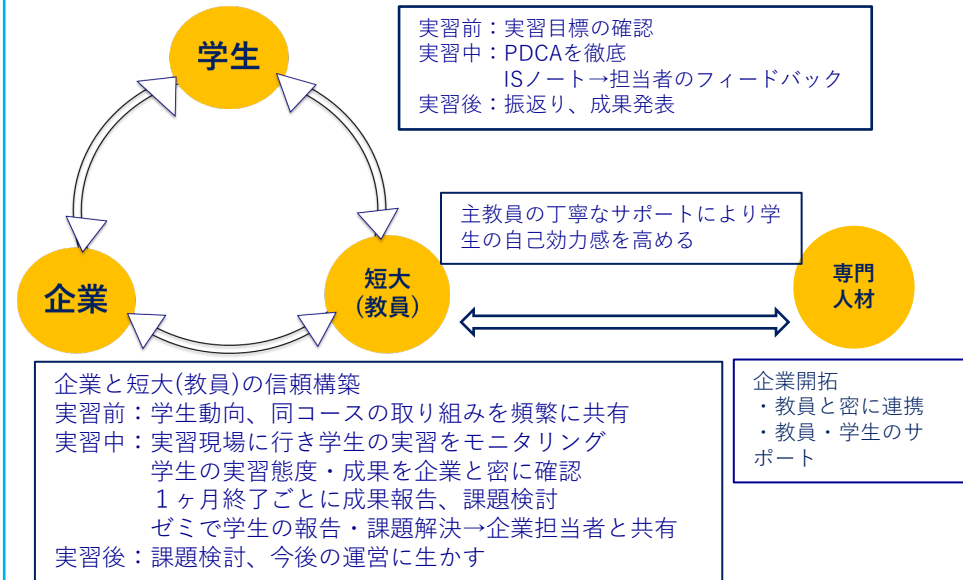 学生
実習前：実習目標の確認
実習中：PDCAを徹底
ISノート→担当者のフィードバック
実習後：振返り、成果発表
主教員の丁寧なサポートにより学
生の自己効力感を高める
企業
短大
(教員)
専門
人材
企業と短大(教員)の信頼構築
実習前：学生動向、同コースの取り組みを頻繁に共有
実習中：実習現場に行き学生の実習をモニタリング
学生の実習態度・成果を企業と密に確認
１ヶ月終了ごとに成果報告、課題検討
ゼミで学生の報告・課題解決→企業担当者と共有
実習後：課題検討、今後の運営に生かす
企業開拓
・教員と密に連携
・教員・学生のサ
ポート